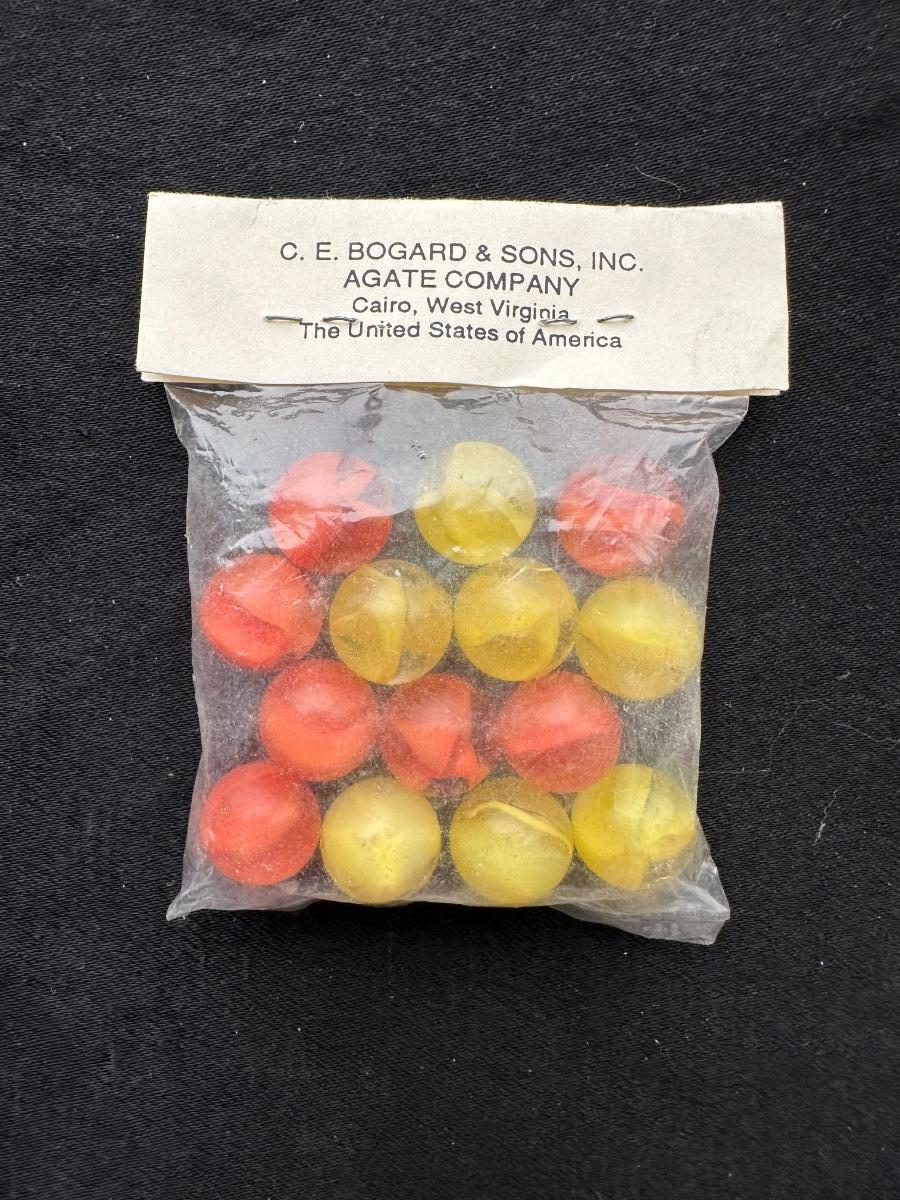 C. E. BOGARD & SONS, INC.
AGATE COMPANY
Cairo, West Virginia
The United States of America